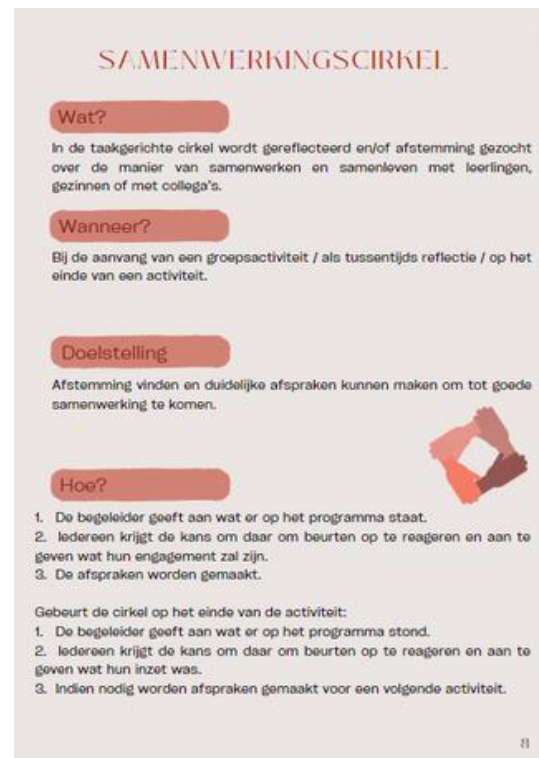 SAMENWERKINGSCIRKEL
Wat?
In de taakgerichte cirkel wordt gereflecteerd en/of afstemming gezocht
over de manier van samenwerken en samenleven met leerlingen,
gezinnen of met collega's.
Wanneer?
Bij de aanvang van een groepsactiviteit / als tussentijds reflectie / op het
einde van een activiteit.
Doelstelling
Afstemming vinden en duidelijke afspraken kunnen maken om tot goede
samenwerking te komen.
Hoe?
1. De begeleider geeft aan wat er op het programma staat.
2. Iedereen krijgt de kans om daar om beurten op te reageren en aan te
geven wat hun engagement zal zijn.
3. De afspraken worden gemaakt.
Gebeurt de cirkel op het einde van de activiteit:
1. De begeleider geeft aan wat er op het programma stond.
2. Iedereen krijgt de kans om daar om beurten op te reageren en aan te
geven wat hun inzet was.
3. Indien nodig worden afspraken gemaakt voor een volgende activiteit.
8